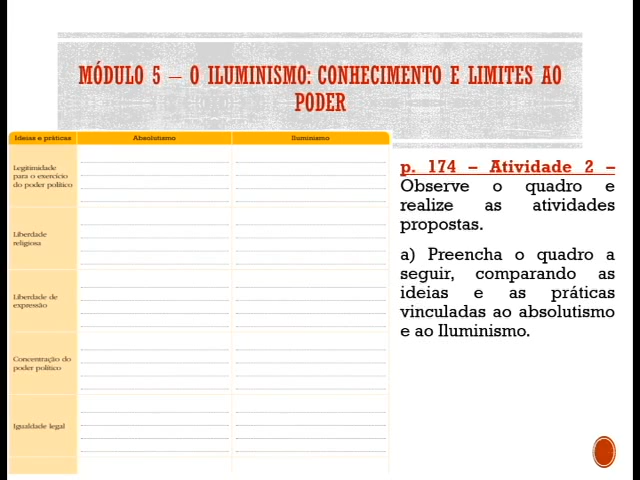 MÓDULO 5 – O ILUMINISMO: CONHECIMENTO E LIMITES AO
PODER
Ideias e práticas Absolutismo Iluminismo
Legitimidade
para o exercício
do poder político
Liberdade
religiosa
Liberdade de
expressão
Concentração do
poder político
Igualdade legal
p. 174 – Atividade 2 –
Observe o quadro e
realize as atividades
propostas.
a) Preencha o quadro a
seguir, comparando as
ideias e as práticas
vinculadas ao absolutismo
e ao Iluminismo.